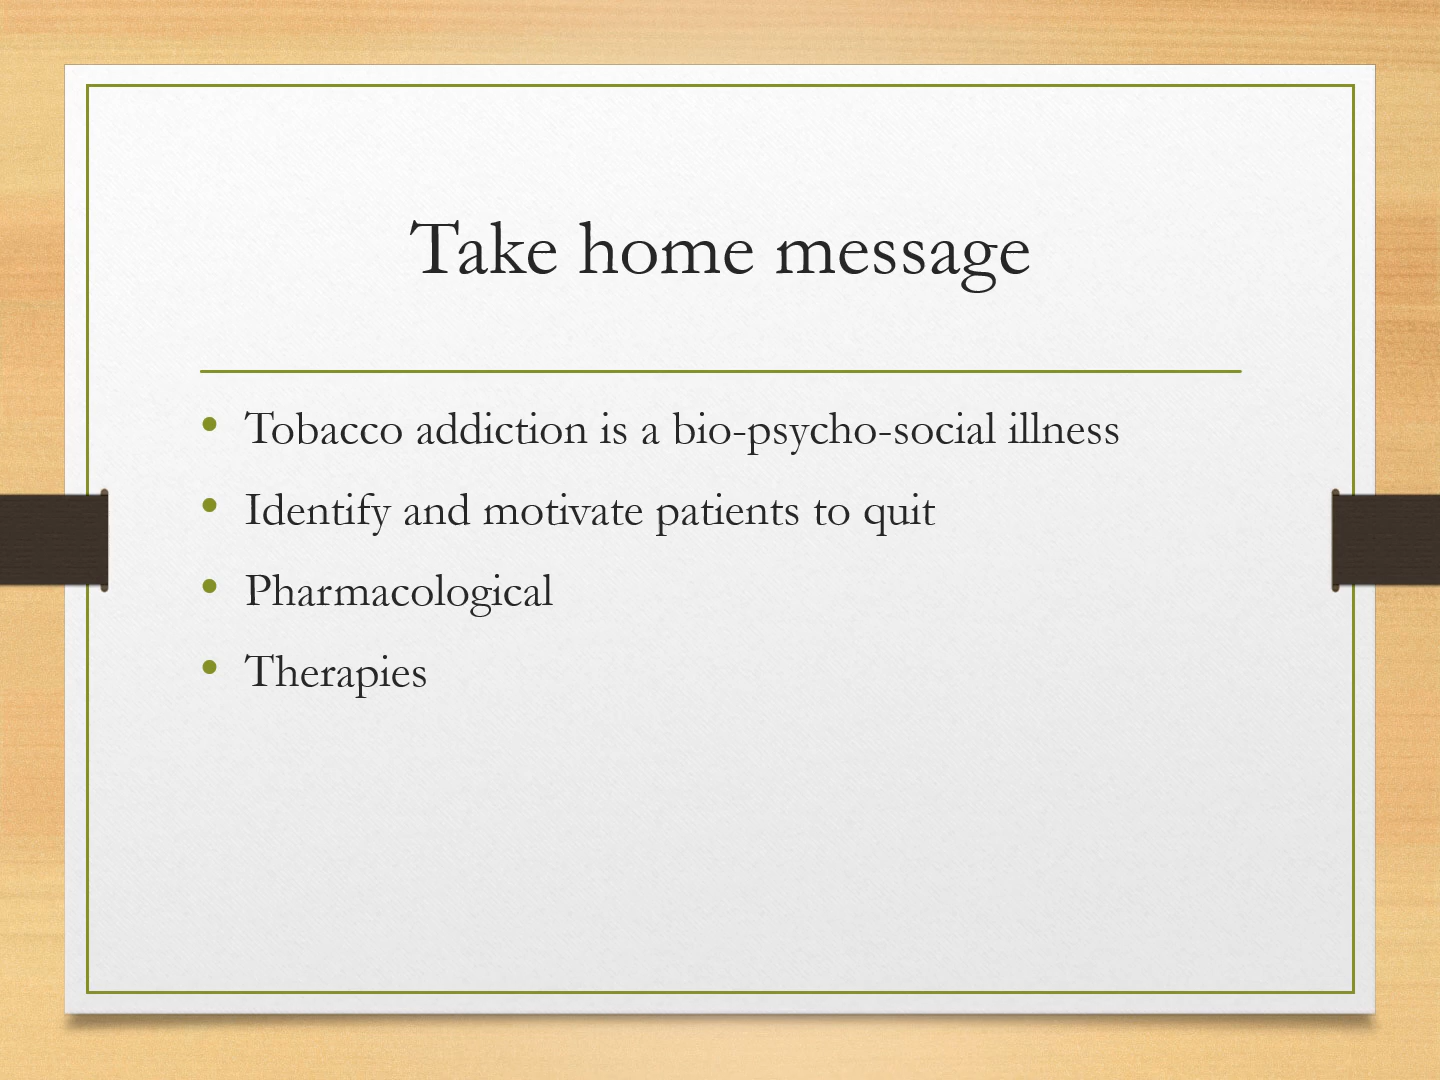 Take home message
• Tobacco addiction is a bio-psycho-social illness
• Identify and motivate patients to quit
• Pharmacological
• Therapies